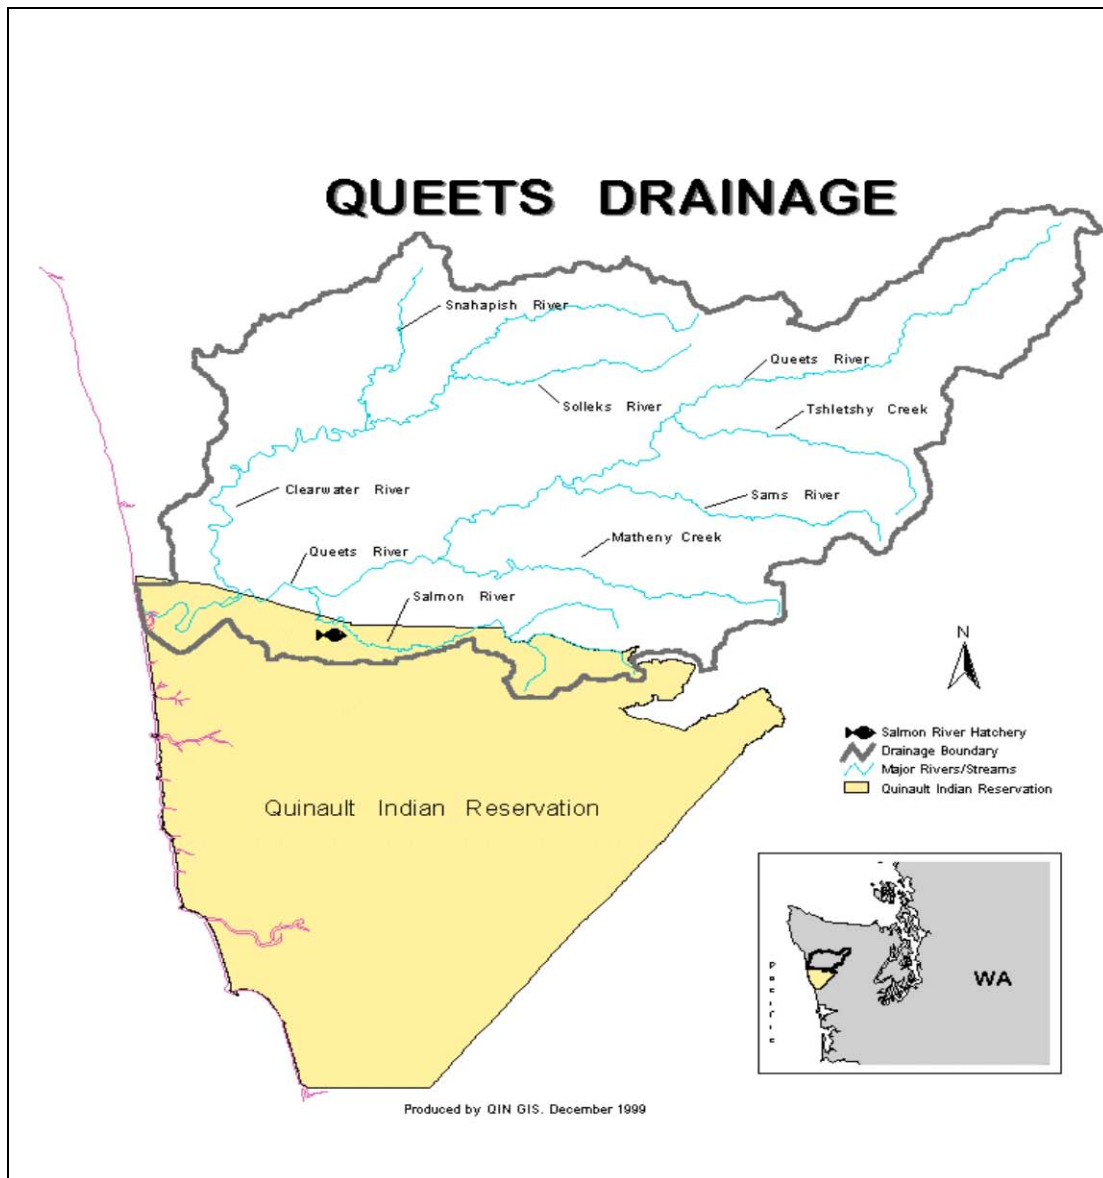 QUEETS DRAINAGE
Snahapish River
Queets River
Solleks River
Tshletshy Creek
Clearwater River
Sams River
Queets River
Matheny Creek
Salmon River
N
Salmon River Hatchery
Drainage Boundary
Major Rivers/Streams
Quinault Indian Reservation
Quinault Indian Reservation
Pacific
WA
Produced by QIN GIS. December 1999